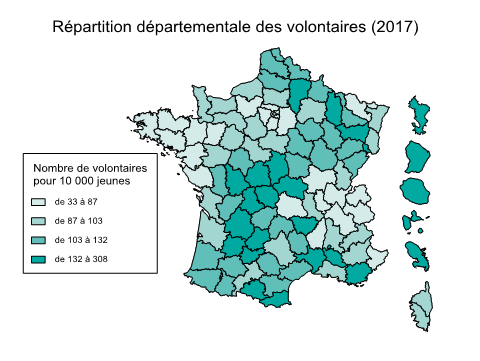 Répartition départementale des volontaires (2017)
Nombre de volontaires
pour 10 000 jeunes
de 33 à 87
de 87 à 103
de 103 à 132
de 132 à 308